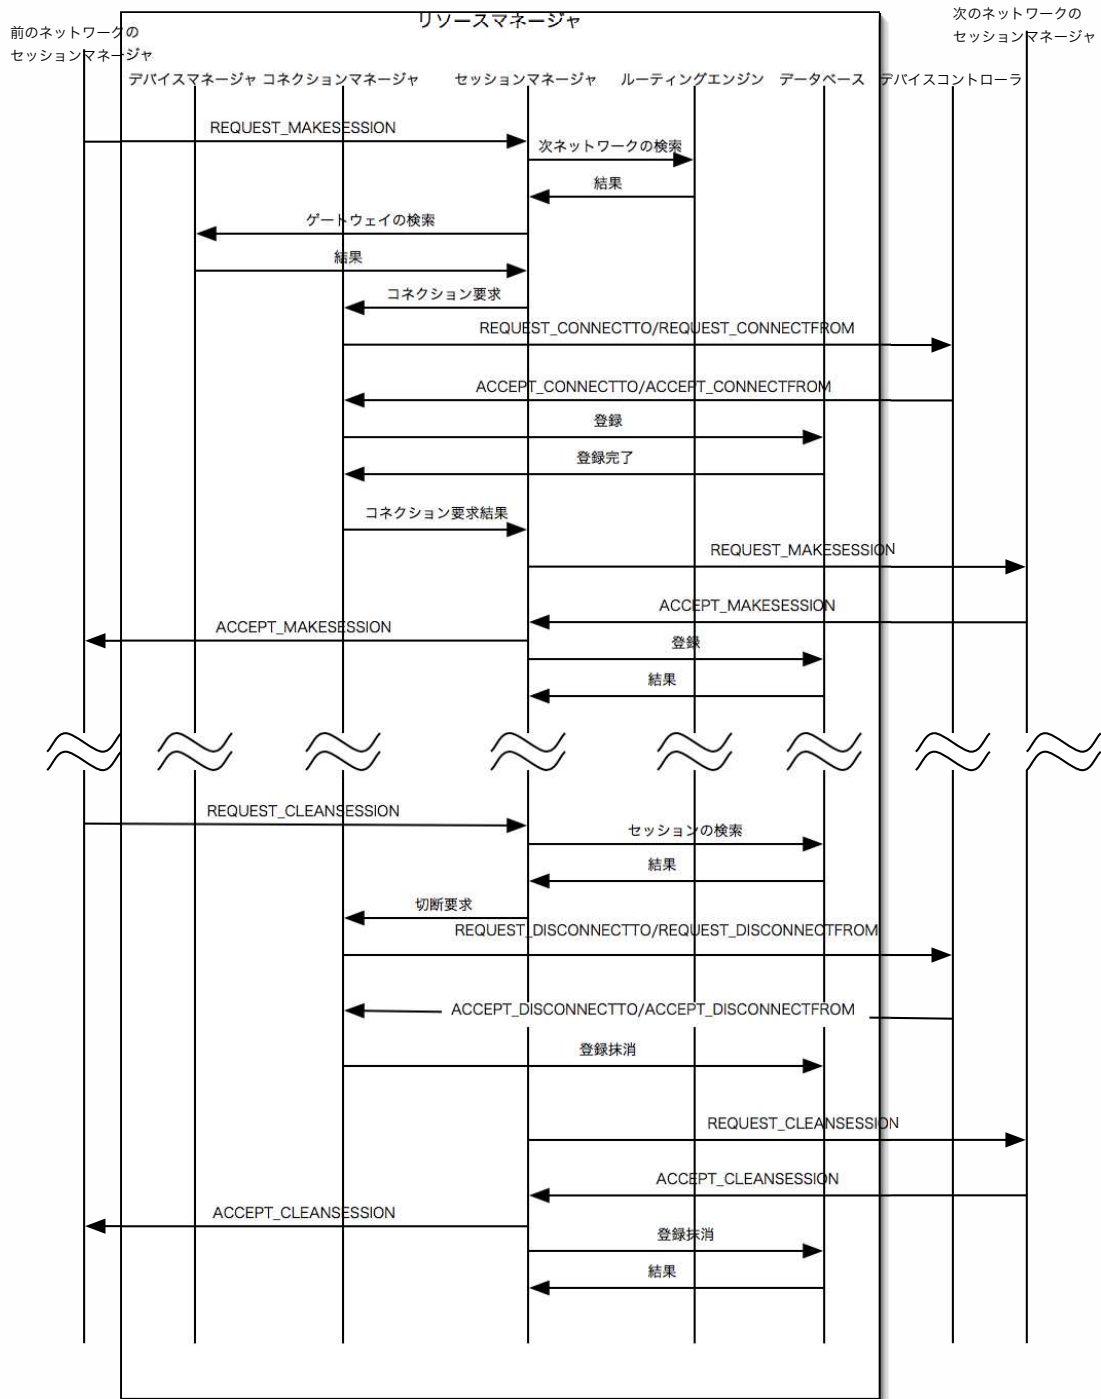 リソースマネージャ
前のネットワークの
セッションマネージャ
次のネットワークの
セッションマネージャ
デバイスマネージャ
コネクションマネージャ
セッションマネージャ
ルーティングエンジン
データベース
デバイスコントローラ
REQUEST_MAKESESSION
次ネットワークの検索
結果
ゲートウェイの検索
結果
コネクション要求
REQUEST_CONNECTTO/REQUEST_CONNECTFROM
ACCEPT_CONNECTTO/ACCEPT_CONNECTFROM
登録
登録完了
コネクション要求結果
REQUEST_MAKESESSION
ACCEPT_MAKESESSION
ACCEPT_MAKESESSION
登録
結果
REQUEST_CLEANSESSION
セッションの検索
結果
切断要求
REQUEST_DISCONNECTTO/REQUEST_DISCONNECTFROM
ACCEPT_DISCONNECTTO/ACCEPT_DISCONNECTFROM
登録抹消
REQUEST_CLEANSESSION
ACCEPT_CLEANSESSION
ACCEPT_CLEANSESSION
登録抹消
結果